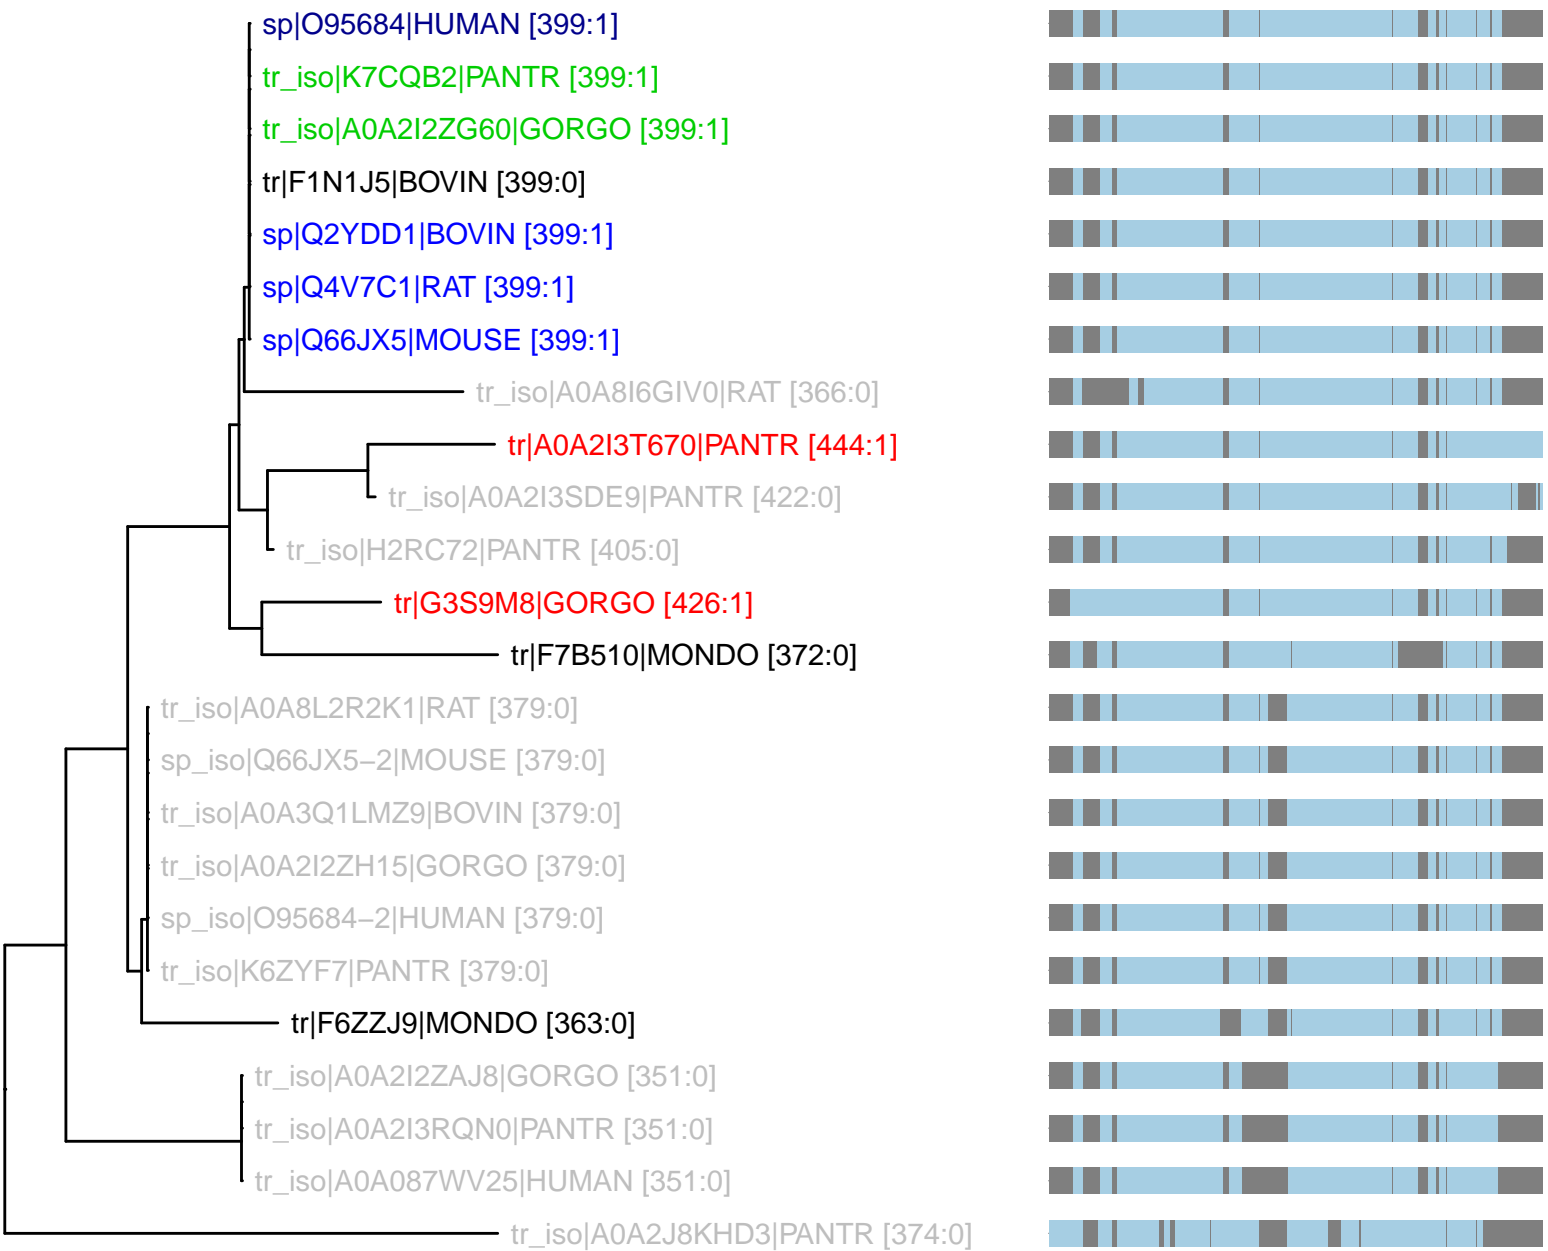 sp|O95684|HUMAN [399:1]
tr_iso|K7CQB2|PANTR [399:1]
tr_iso|A0A2I2ZG60|GORGO [399:1]
tr|F1N1J5|BOVIN [399:0]
sp|Q2YDD1|BOVIN [399:1]
sp|Q4V7C1|RAT [399:1]
sp|Q66JX5|MOUSE [399:1]
tr_iso|A0A8I6GIV0|RAT [366:0]
tr|A0A2I3T670|PANTR [444:1]
tr_iso|A0A2I3SDE9|PANTR [422:0]
tr_iso|H2RC72|PANTR [405:0]
tr|G3S9M8|GORGO [426:1]
tr|F7B510|MONDO [372:0]
tr_iso|A0A8L2R2K1|RAT [379:0]
sp_iso|Q66JX5−2|MOUSE [379:0]
tr_iso|A0A3Q1LMZ9|BOVIN [379:0]
tr_iso|A0A2I2ZH15|GORGO [379:0]
sp_iso|O95684−2|HUMAN [379:0]
tr_iso|K6ZYF7|PANTR [379:0]
tr|F6ZZJ9|MONDO [363:0]
tr_iso|A0A2I2ZAJ8|GORGO [351:0]
tr_iso|A0A2I3RQN0|PANTR [351:0]
tr_iso|A0A087WV25|HUMAN [351:0]
tr_iso|A0A2J8KHD3|PANTR [374:0]